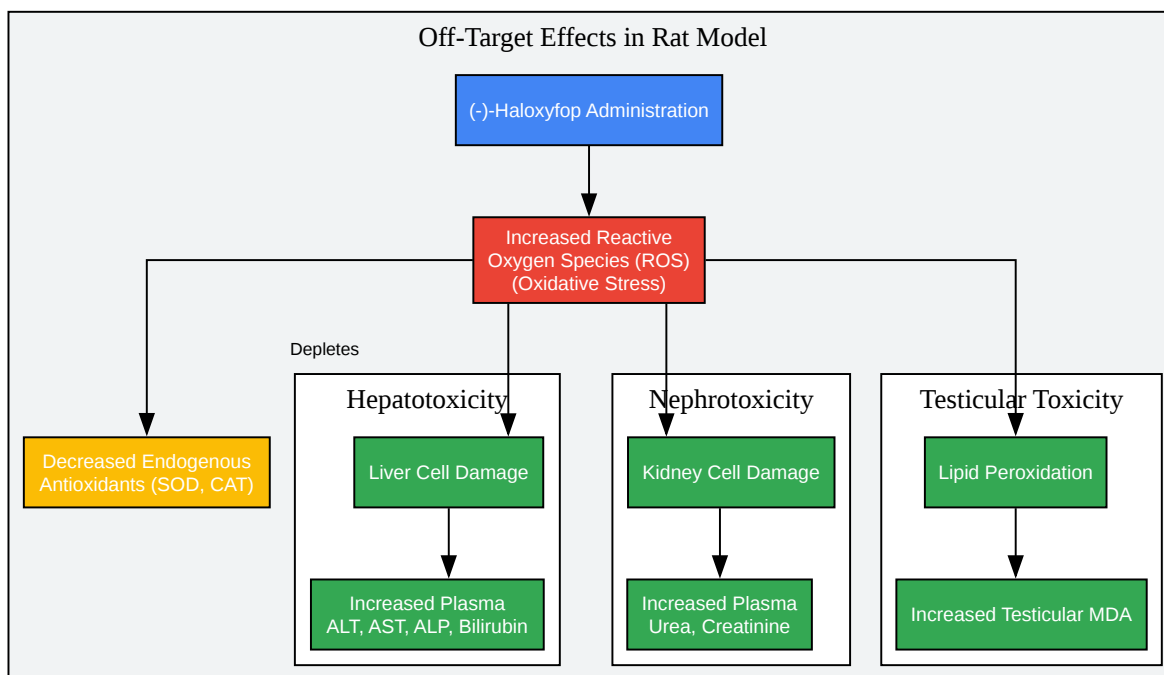 Off-Target Effects in Rat Model
(-)-Haloxyfop Administration
Increased Reactive
Oxygen Species (ROS)
(Oxidative Stress)
Depletes
Decreased Endogenous
Antioxidants (SOD, CAT)
Hepatotoxicity
Liver Cell Damage
Increased Plasma
ALT, AST, ALP, Bilirubin
Nephrotoxicity
Kidney Cell Damage
Increased Plasma
Urea, Creatinine
Testicular Toxicity
Lipid Peroxidation
Increased Testicular MDA